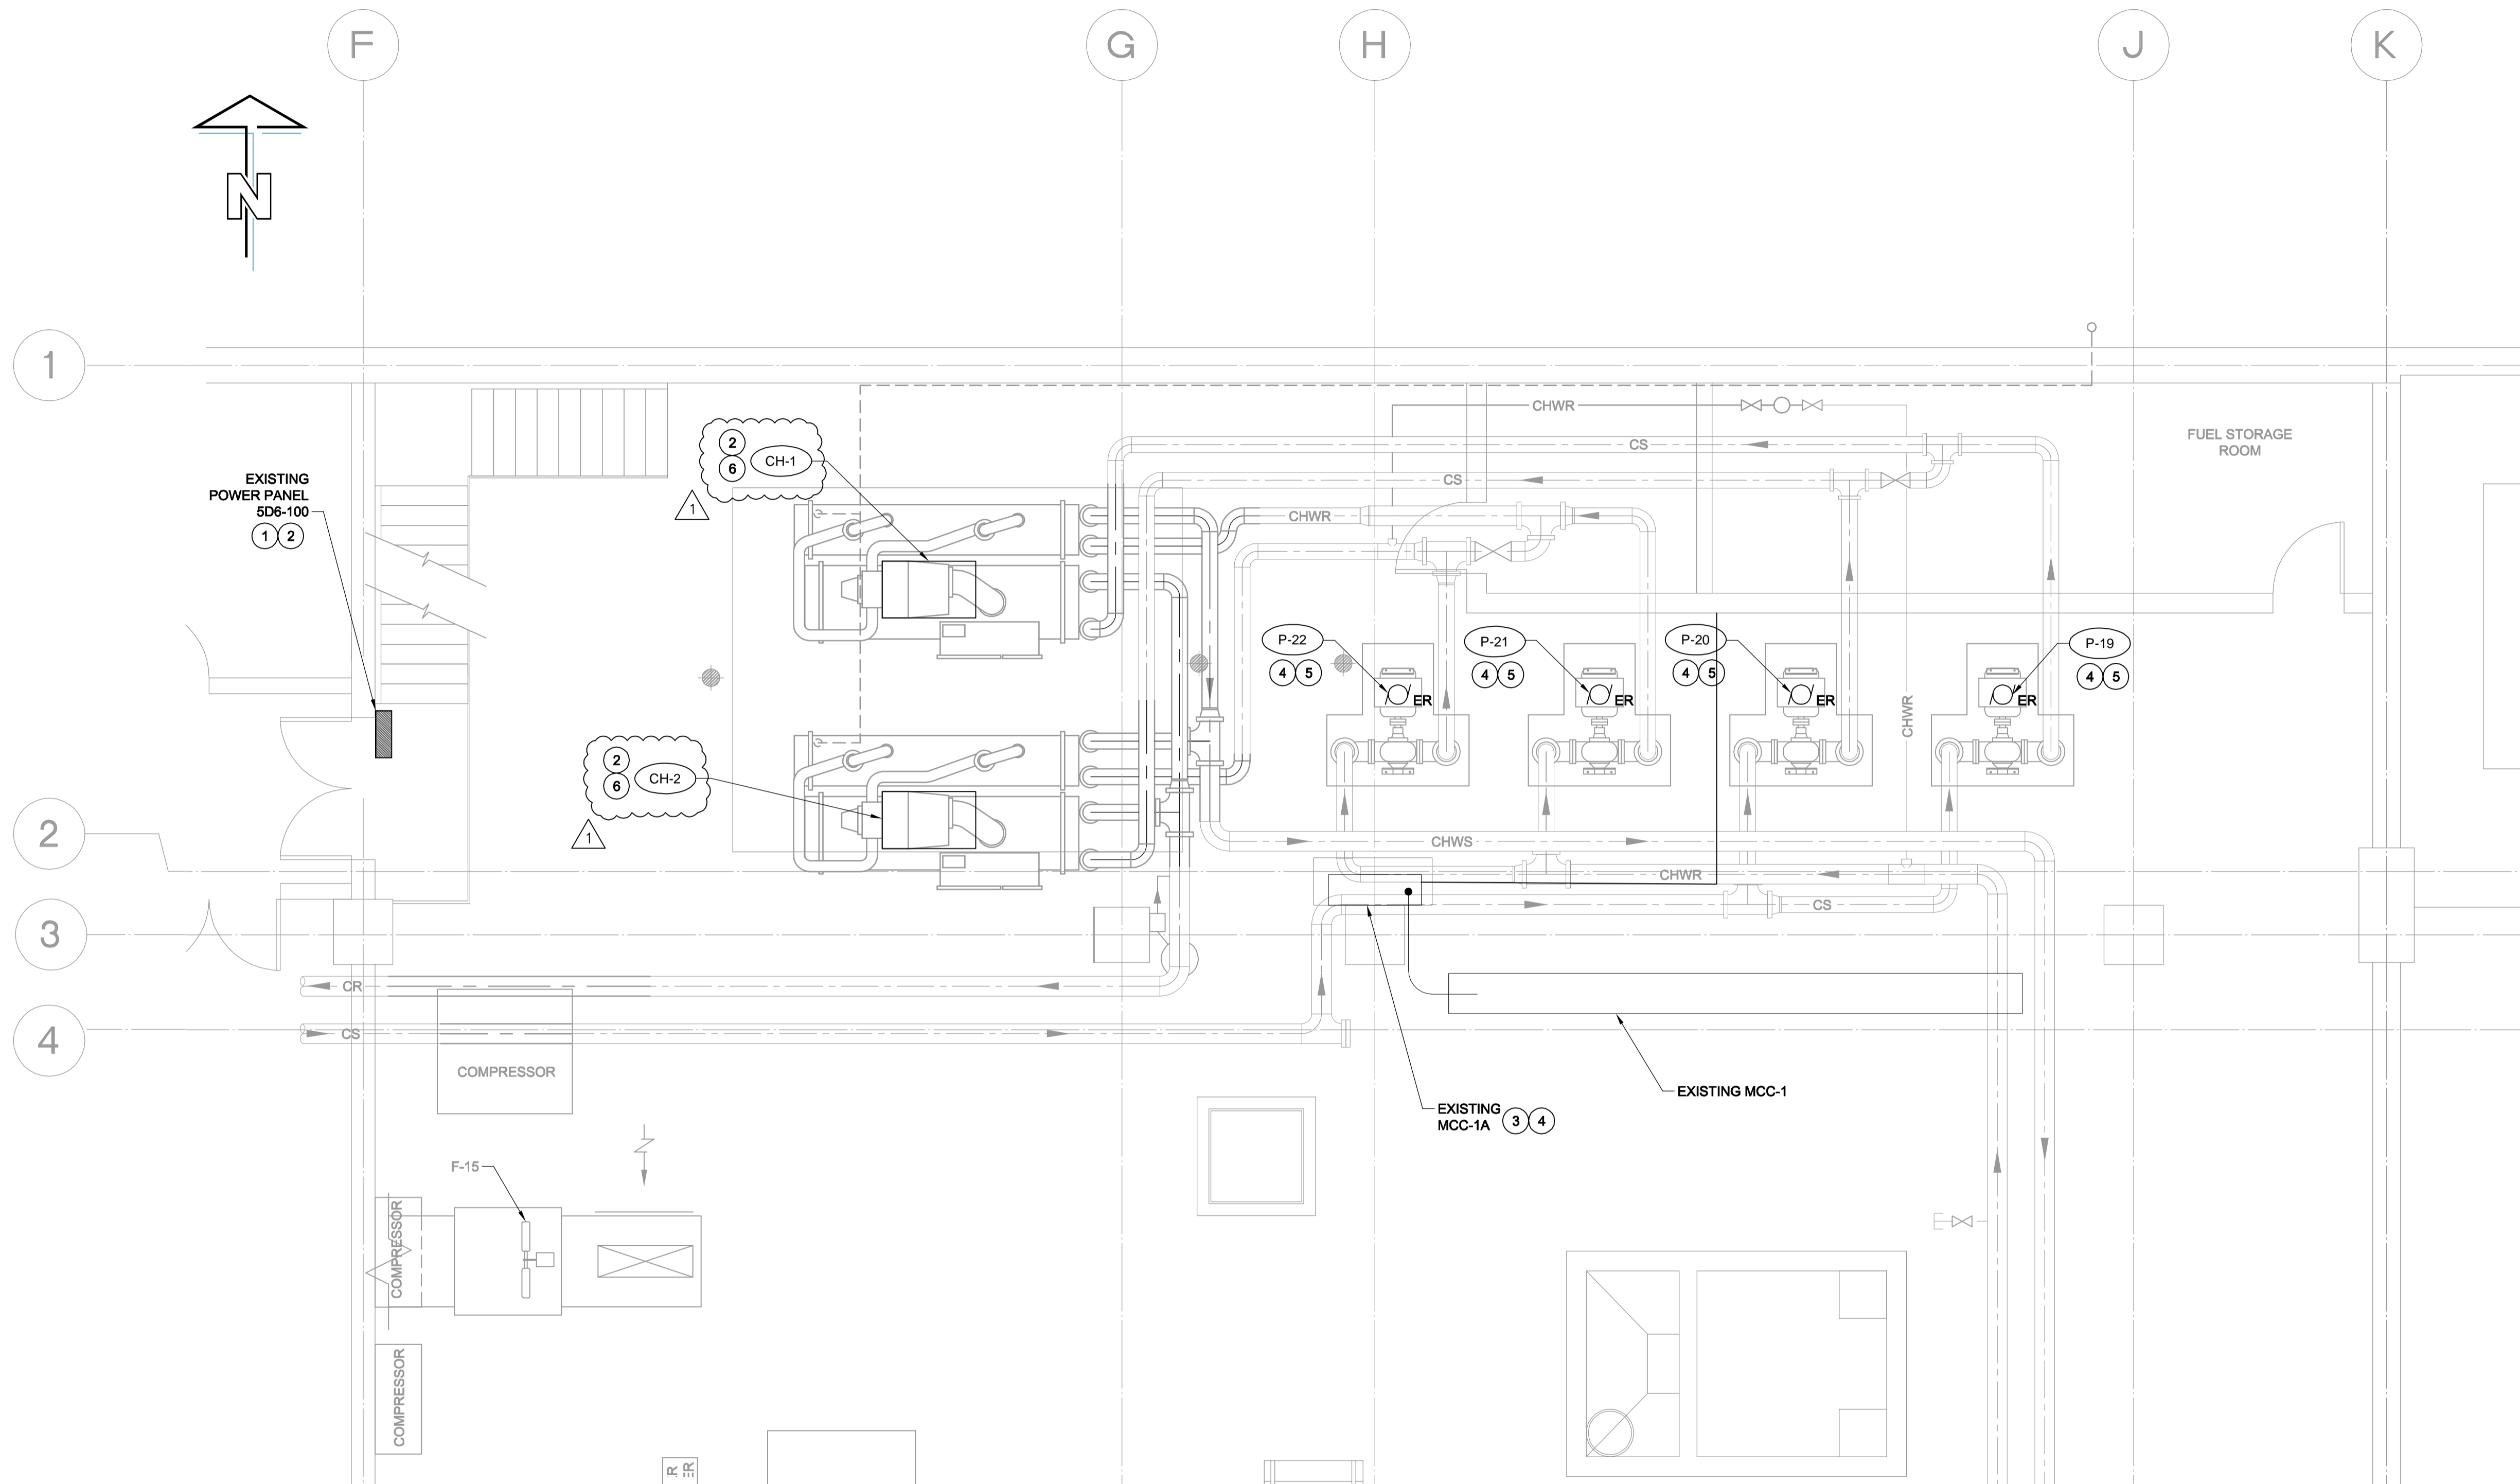 F
G
H
J
K
N
1
CHWR
CS
FUEL STORAGE
ROOM
2
6
CH-1
1
CS
CHWR
EXISTING
POWER PANEL
5D6-100
1 2
P-22
4 5
ER
P-21
4 5
ER
P-20
4 5
ER
P-19
4 5
ER
CHWR
2
6
CH-2
1
2
CHWS
CHWR
CS
3
CR
4
CS
COMPRESSOR
EXISTING MCC-1
EXISTING
MCC-1A
3 4
F-15
COMPRESSOR
COMPRESSOR